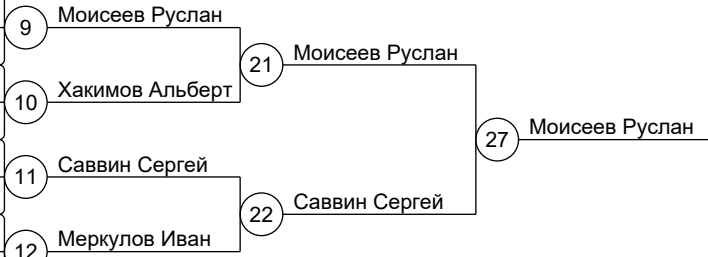 9 Моисеев Руслан
21 Моисеев Руслан
10 Хакимов Альберт
27 Моисеев Руслан
11 Саввин Сергей
22 Саввин Сергей
12 Меркулов Иван